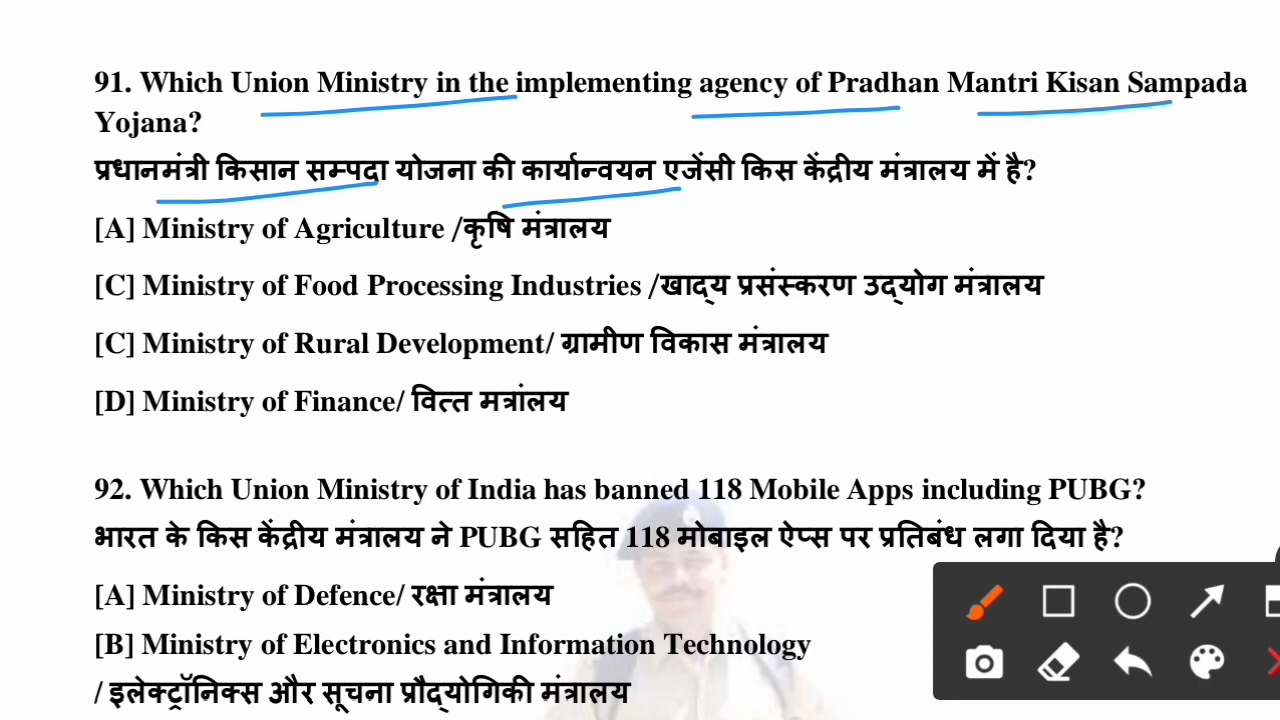 91. Which Union Ministry in the implementing agency of Pradhan Mantri Kisan Sampada
Yojana?
प्रधानमंत्री किसान सम्पदा योजना की कार्यान्वयन एजेंसी किस केंद्रीय मंत्रालय में है?
[A] Ministry of Agriculture /कृषि मंत्रालय
[C] Ministry of Food Processing Industries /खाद्य प्रसंस्करण उद्योग मंत्रालय
[C] Ministry of Rural Development/ ग्रामीण विकास मंत्रालय
[D] Ministry of Finance/ वित्त मत्रांलय
92. Which Union Ministry of India has banned 118 Mobile Apps including PUBG?
भारत के किस केंद्रीय मंत्रालय ने PUBG सहित 118 मोबाइल ऐप्स पर प्रतिबंध लगा दिया है?
[A] Ministry of Defence/ रक्षा मंत्रालय
[B] Ministry of Electronics and Information Technology
/ इलेक्ट्रॉनिक्स और सूचना प्रौद्योगिकी मंत्रालय